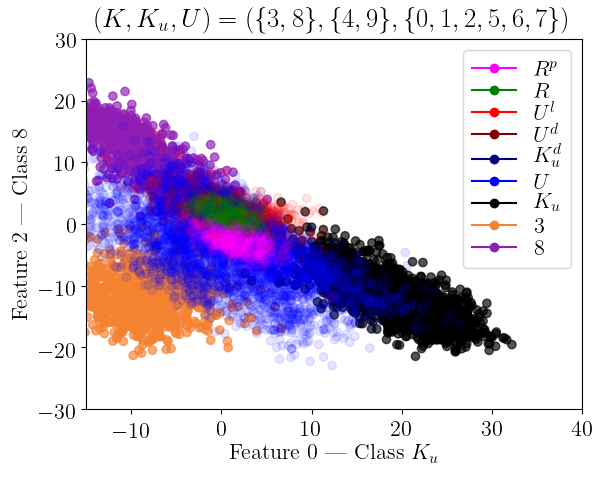 (K, K_u, U) = ({3, 8}, {4, 9}, {0, 1, 2, 5, 6, 7})
30
20
10
0
−10
−20
−30
Feature 2 — Class 8
−10
0
10
20
30
40
Feature 0 — Class K_u
R^p
R
U^l
U^d
K_u^d
U
K_u
3
8